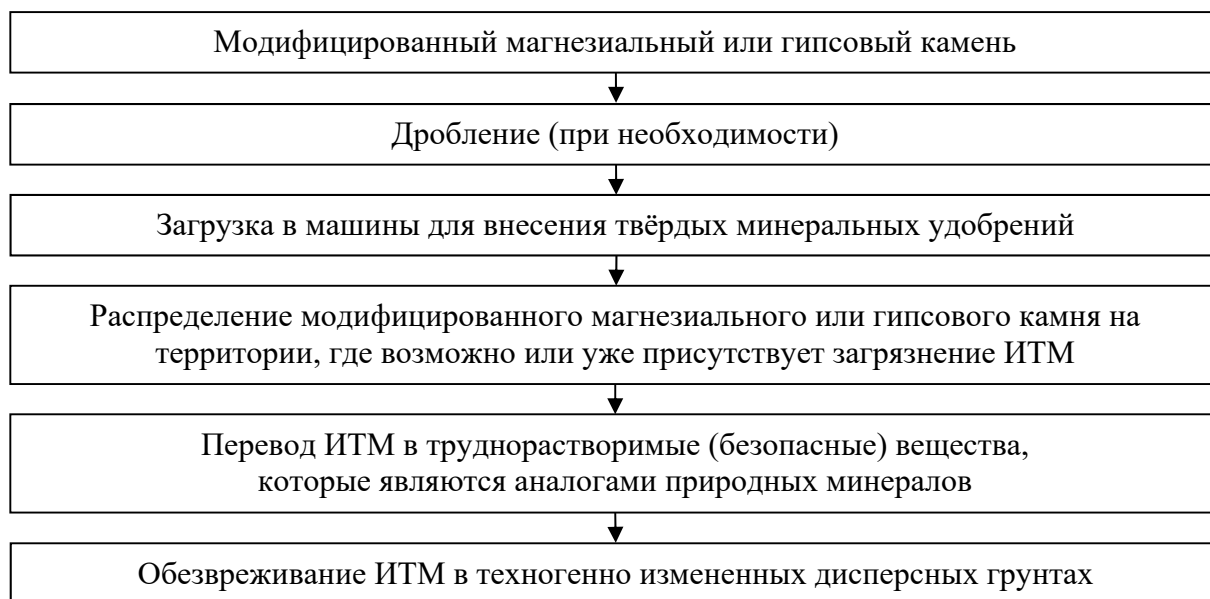 Модифицированный магнезиальный или гипсовый камень
Дробление (при необходимости)
Загрузка в машины для внесения твёрдых минеральных удобрений
Распределение модифицированного магнезиального или гипсового камня на
территории, где возможно или уже присутствует загрязнение ИТМ
Перевод ИТМ в труднорастворимые (безопасные) вещества,
которые являются аналогами природных минералов
Обезвреживание ИТМ в техногенно измененных дисперсных грунтах